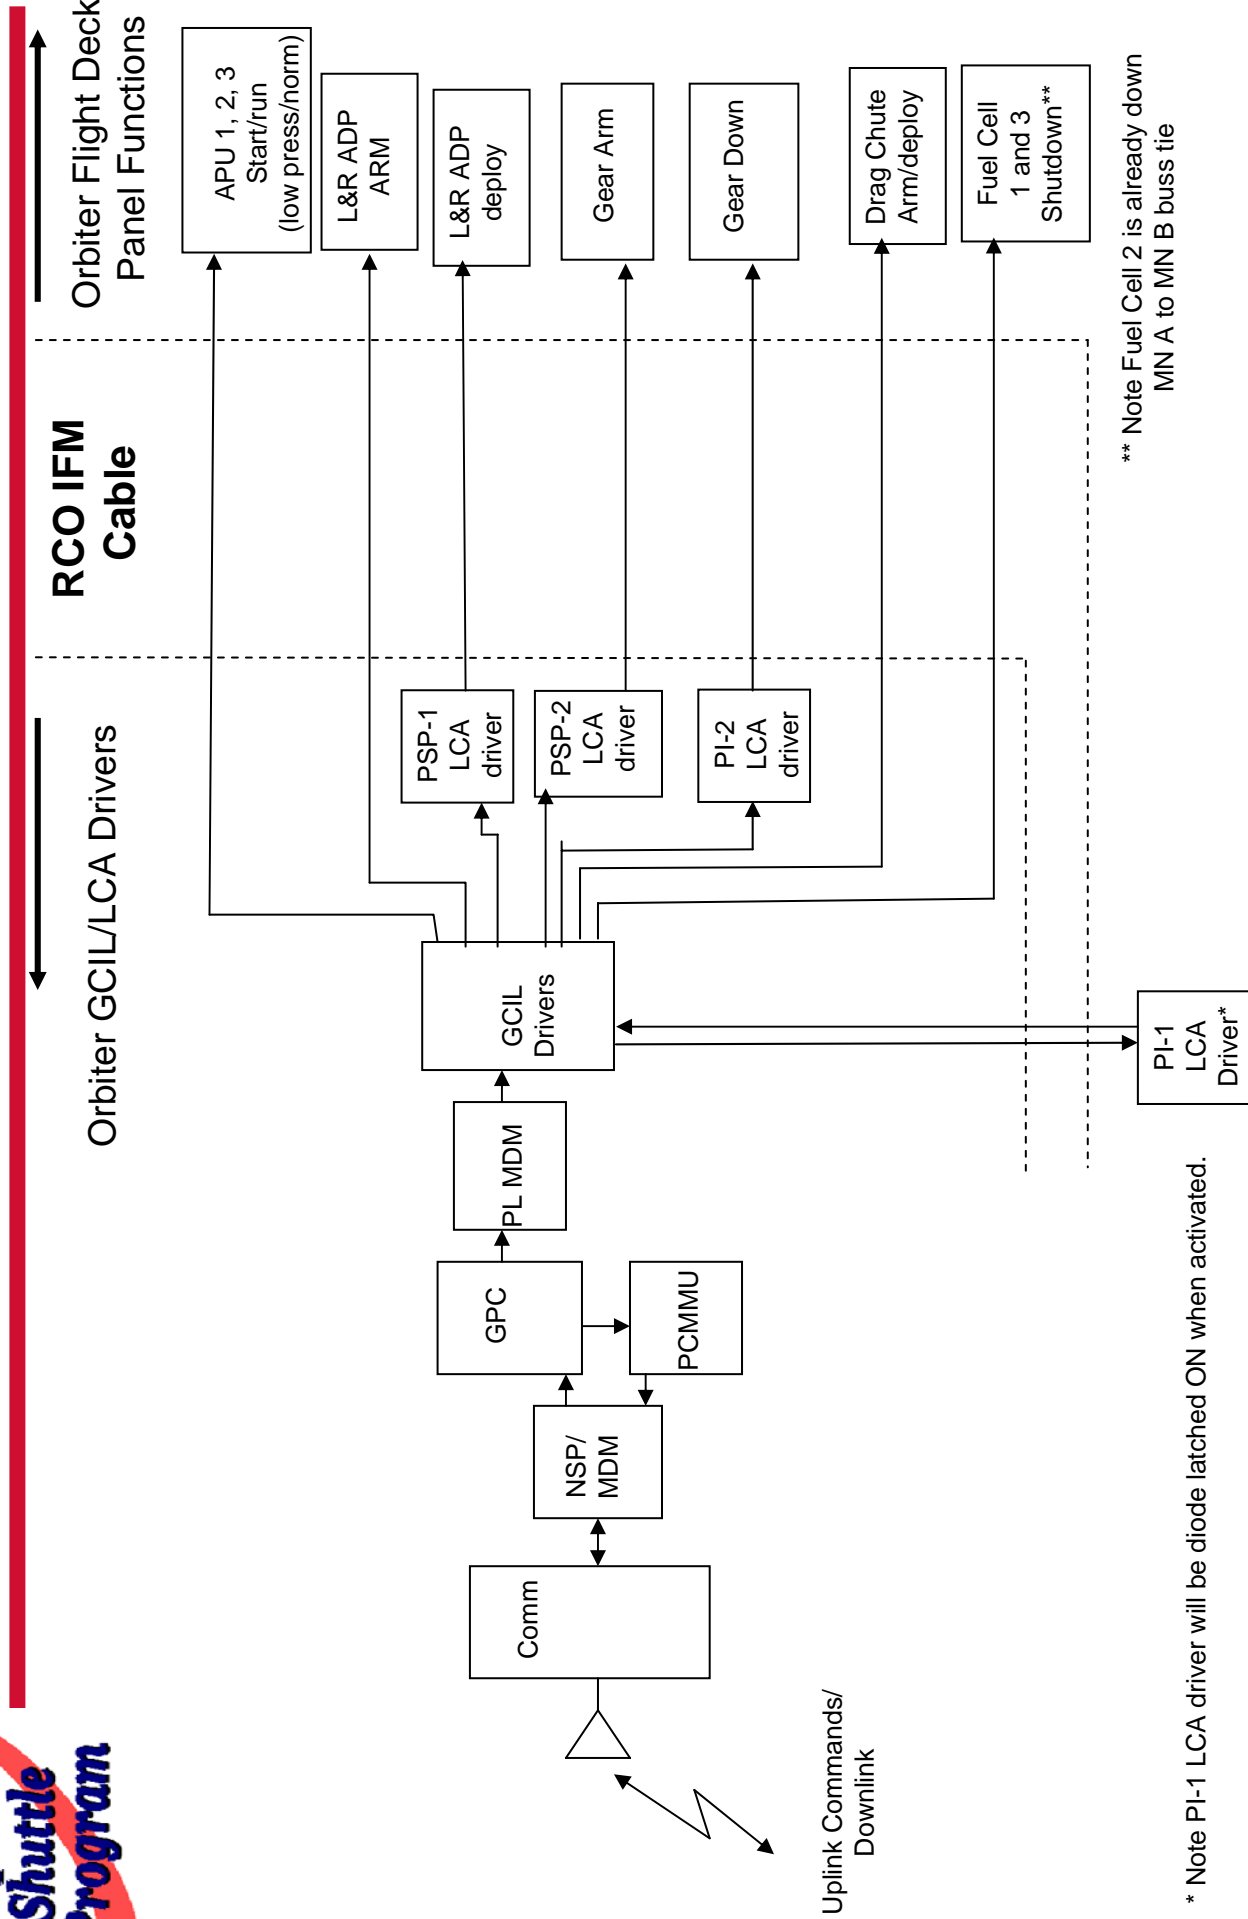 Shuttle
Program
Orbiter GCIL/LCA Drivers
RCO IFM
Cable
Orbiter Flight Deck
Panel Functions
Uplink Commands/
Downlink
Comm
NSP/
MDM
GPC
PCMMU
PL MDM
GCIL
Drivers
PSP-1
LCA
driver
PSP-2
LCA
driver
PI-2
LCA
driver
PI-1
LCA
Driver*
APU 1, 2, 3
Start/run
(low press/norm)
L&R ADP
ARM
L&R ADP
deploy
Gear Arm
Gear Down
Drag Chute
Arm/deploy
Fuel Cell
1 and 3
Shutdown**
** Note Fuel Cell 2 is already down
MN A to MN B buss tie
* Note PI-1 LCA driver will be diode latched ON when activated.